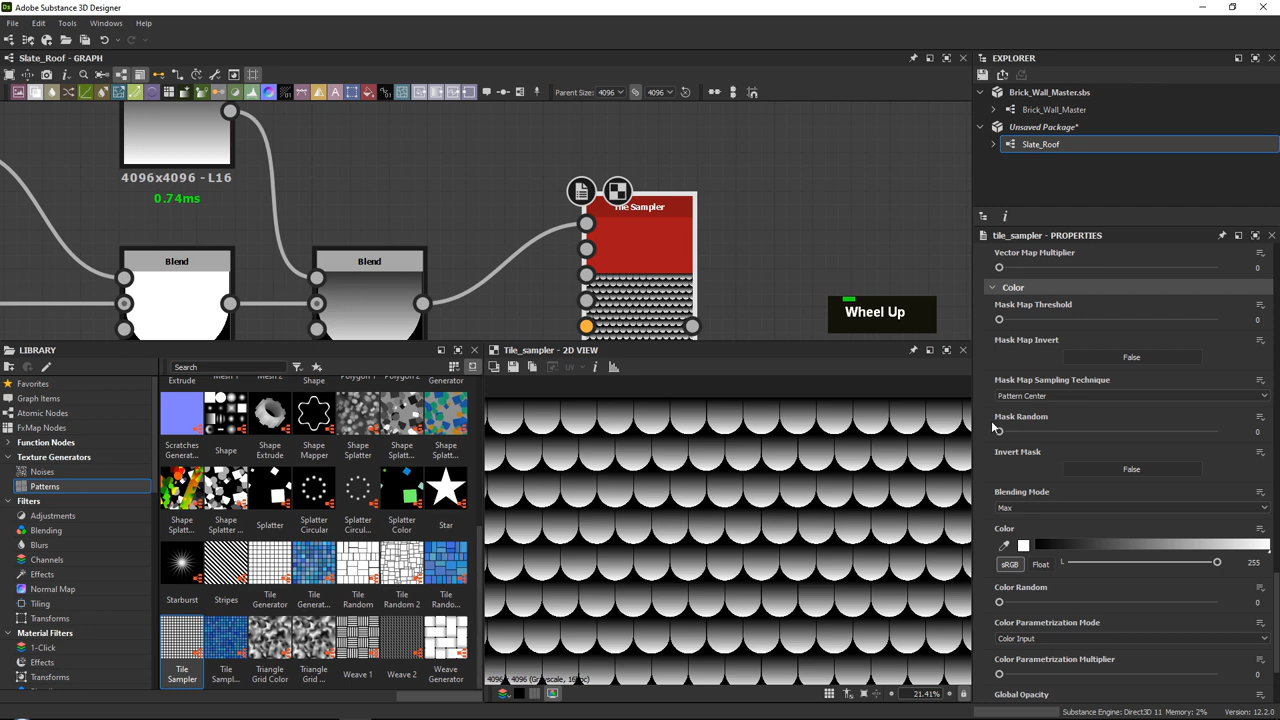 Adobe Substance 3D Designer
File Edit Tools Windows Help
Slate_Roof - GRAPH
Parent Size: 4096 4096
4096x4096 - L16
0.74ms
Blend
Blend
Tile Sampler
Wheel Up
EXPLORER
Brick_Wall_Master.sbs
Brick_Wall_Master
Unsaved Package*
Slate_Roof
tile_sampler - PROPERTIES
Vector Map Multiplier
0
Color
Mask Map Threshold
0
Mask Map Invert
False
Mask Map Sampling Technique
Pattern Center
Mask Random
0
Invert Mask
False
Blending Mode
Max
Color
sRGB Float L 255
Color Random
0
Color Parametrization Mode
Color Input
Color Parametrization Multiplier
0
Global Opacity
Substance Engine: Direct3D 11 Memory: 2% Version: 12.2.0
LIBRARY
Search
Favorites
Graph Items
Atomic Nodes
FxMap Nodes
Function Nodes
Texture Generators
Noises
Patterns
Filters
Adjustments
Blending
Blurs
Channels
Effects
Normal Map
Tiling
Transforms
Material Filters
1-Click
Effects
Transforms
Extrude Mesh 1 Mesh 2 Shape Polygon 1 Polygon 2 Generator
Scratches Generat...
Shape
Shape Extrude
Shape Mapper
Shape Splatter
Shape Splatt...
Shape Splatt...
Shape Splatt...
Shape Splatter ...
Splatter
Splatter Circular
Splatter Circul...
Splatter Color
Star
Starburst
Stripes
Tile Generator
Tile Generat...
Tile Random
Tile Random 2
Tile Rando...
Tile Sampler
Tile Sampl...
Triangle Grid
Triangle Grid Color
Weave 1
Weave 2
Weave Generator
Tile_sampler - 2D VIEW
UV
21.41%